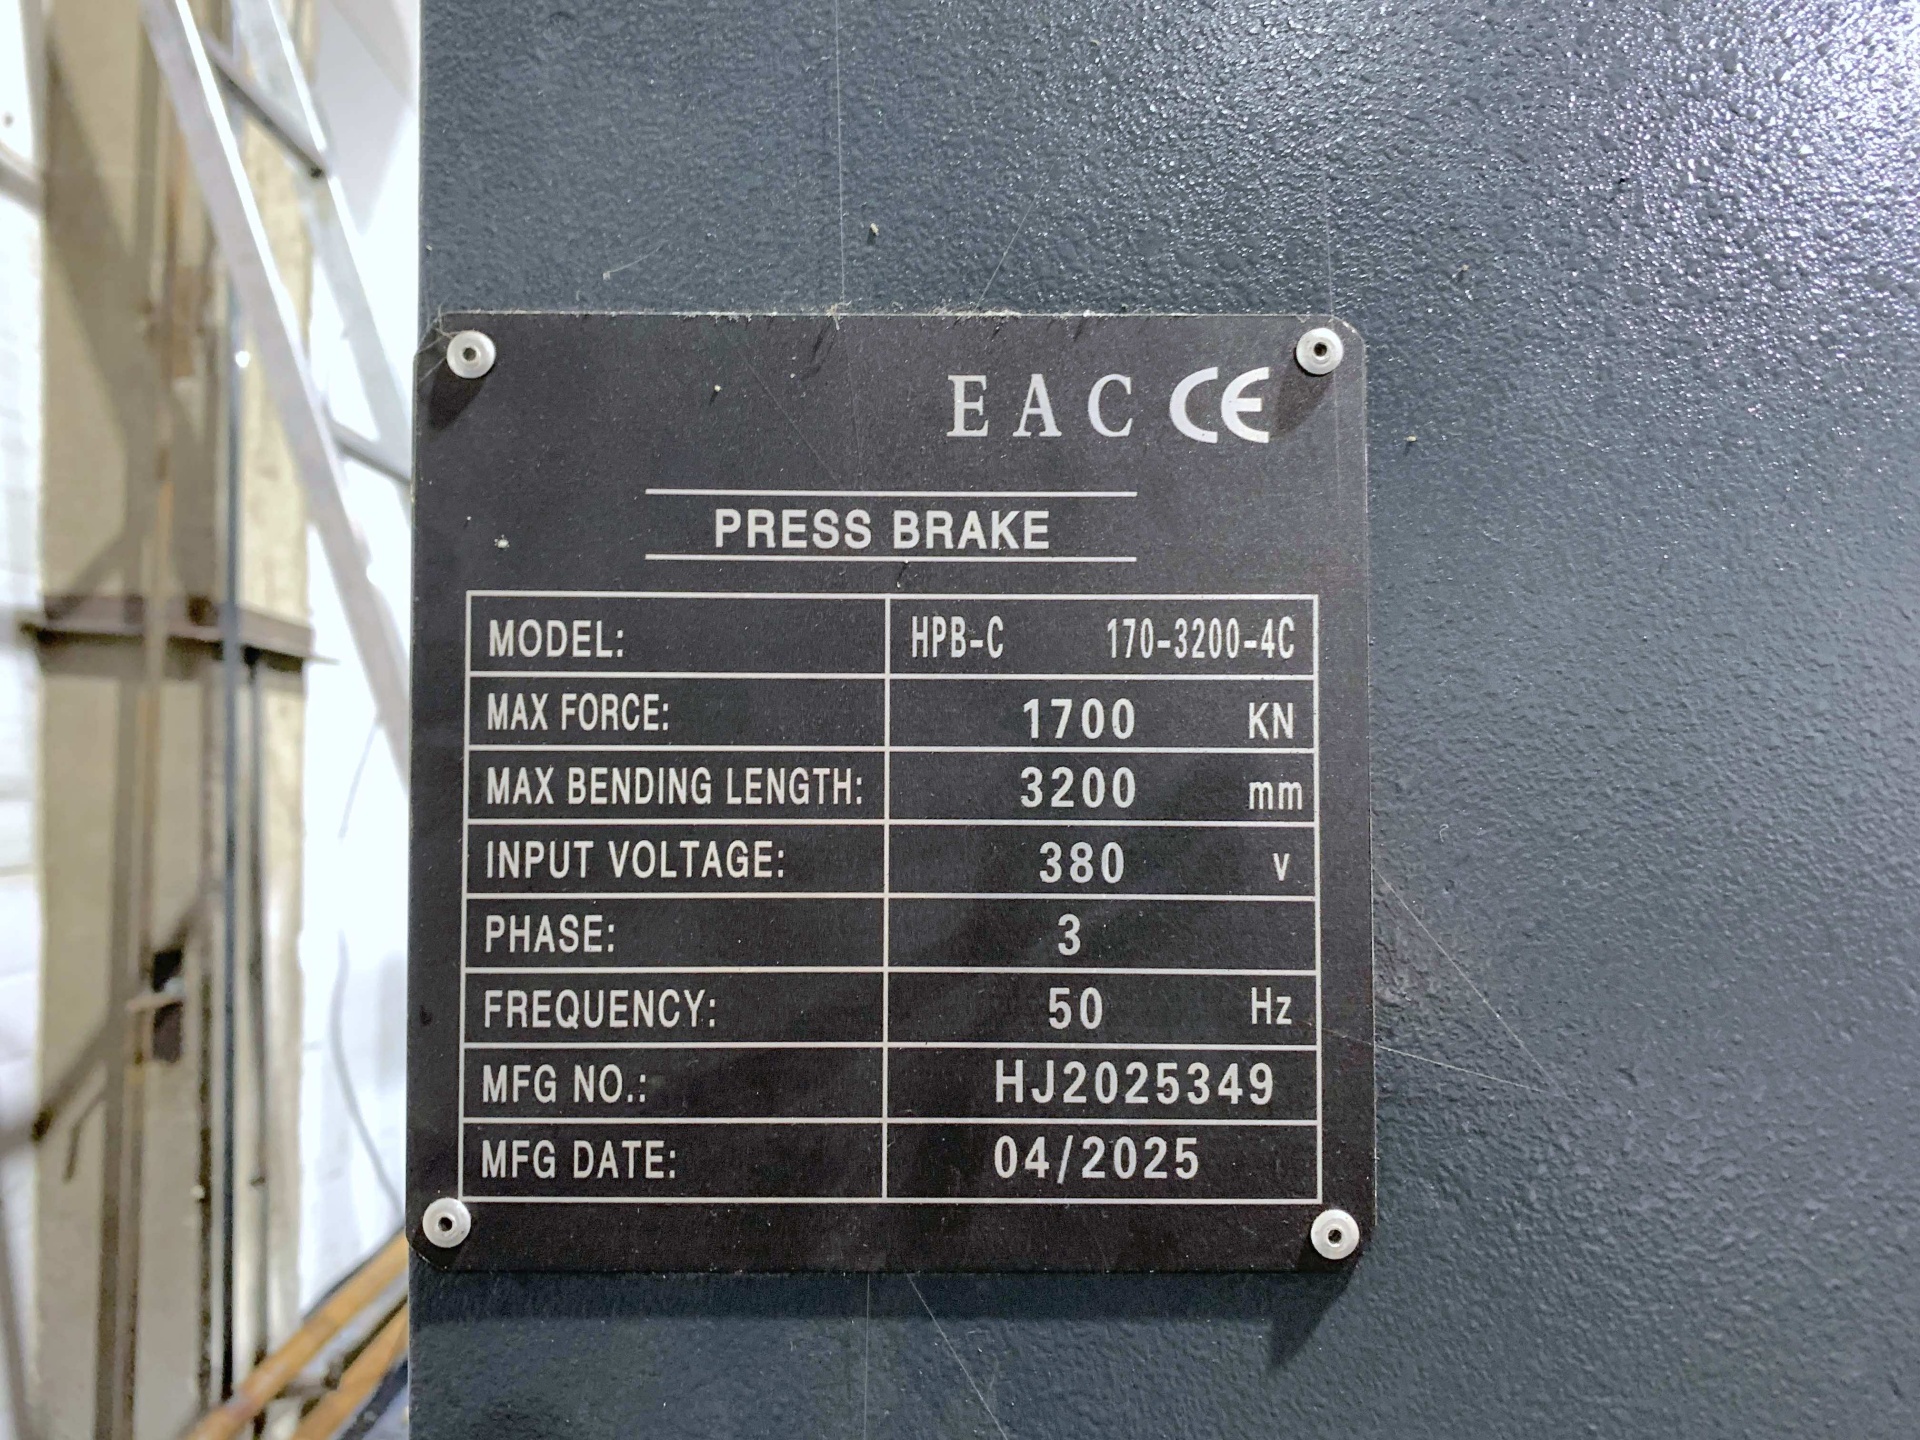 EAC CE
PRESS BRAKE
MODEL: HPB-C 170-3200-4C
MAX FORCE: 1700 KN
MAX BENDING LENGTH: 3200 mm
INPUT VOLTAGE: 380 V
PHASE: 3
FREQUENCY: 50 Hz
MFG NO.: HJ2025349
MFG DATE: 04/2025